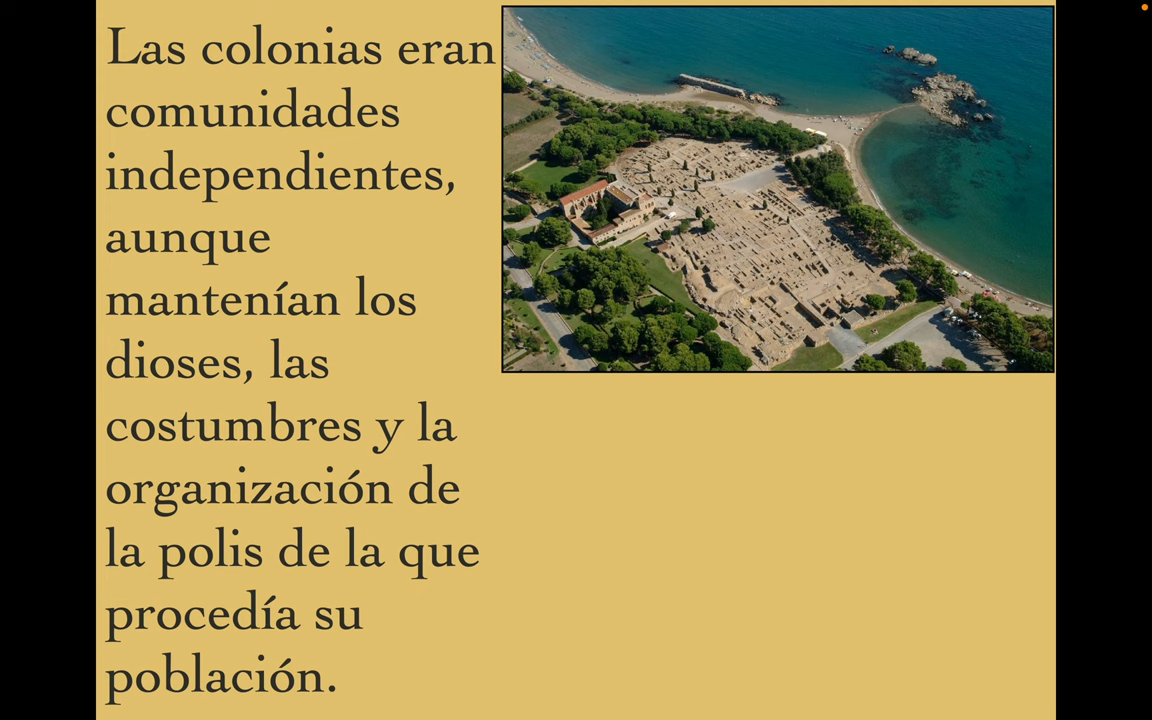 Las colonias eran
comunidades
independientes,
aunque
mantenían los
dioses, las
costumbres y la
organización de
la polis de la que
procedía su
población.